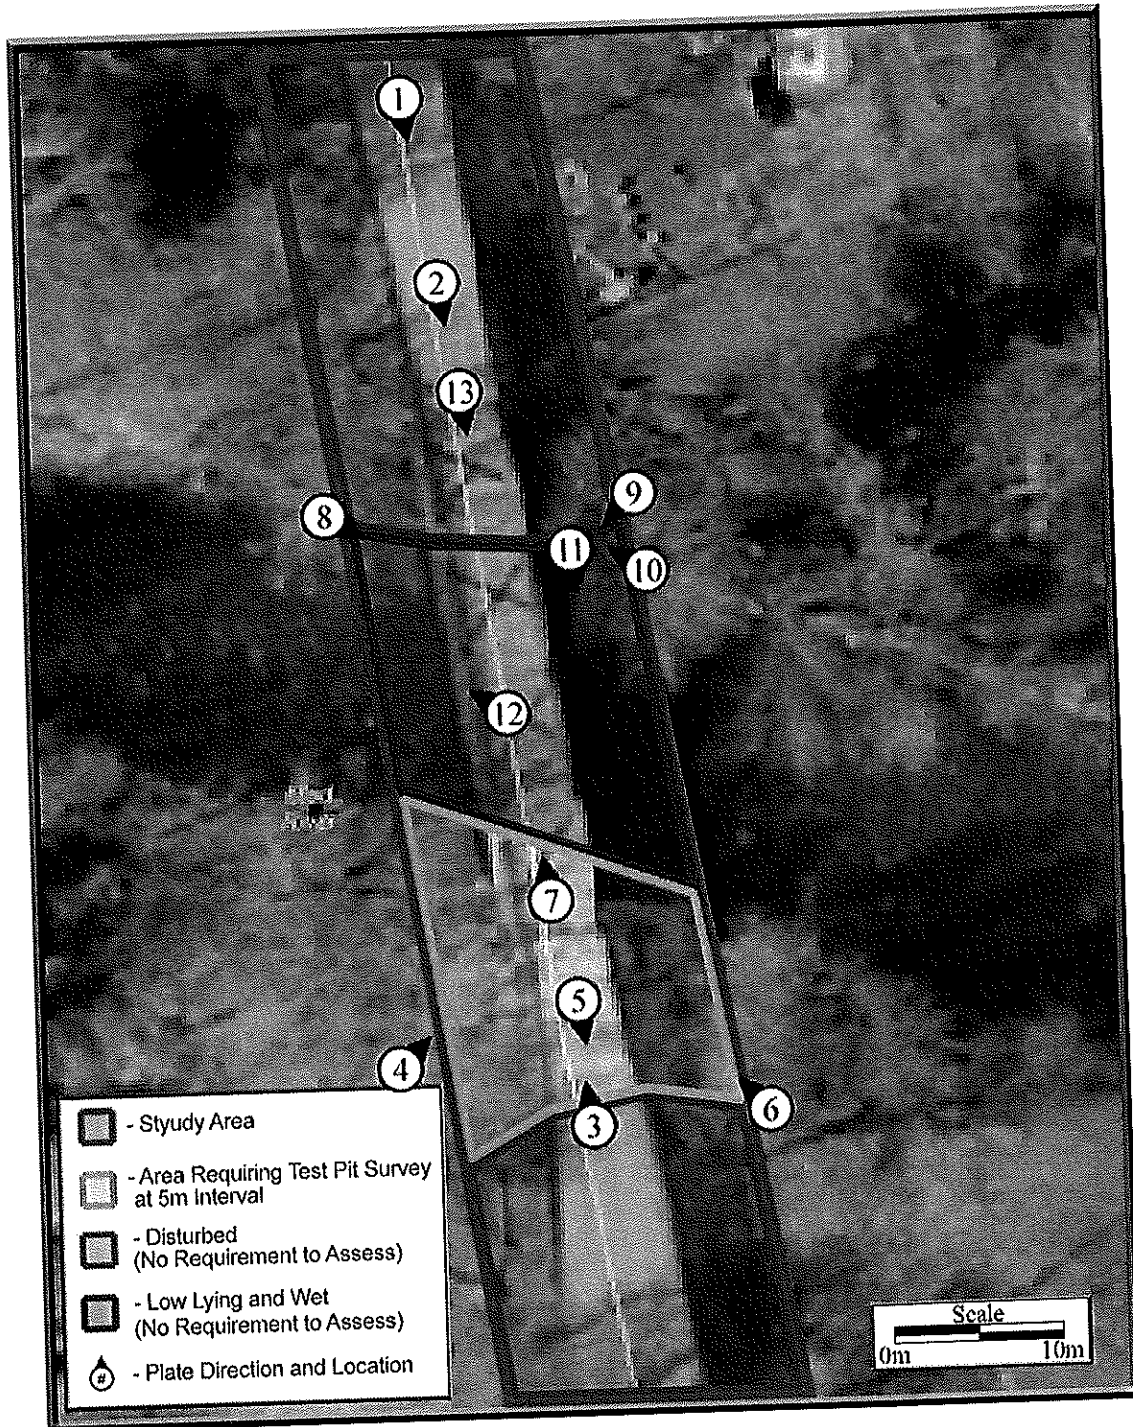 1
2
13
9
8
11
10
12
7
5
4
3
6
- Styudy Area
- Area Requiring Test Pit Survey
at 5m Interval
- Disturbed
(No Requirement to Assess)
- Low Lying and Wet
(No Requirement to Assess)
# - Plate Direction and Location
Scale
0m 10m